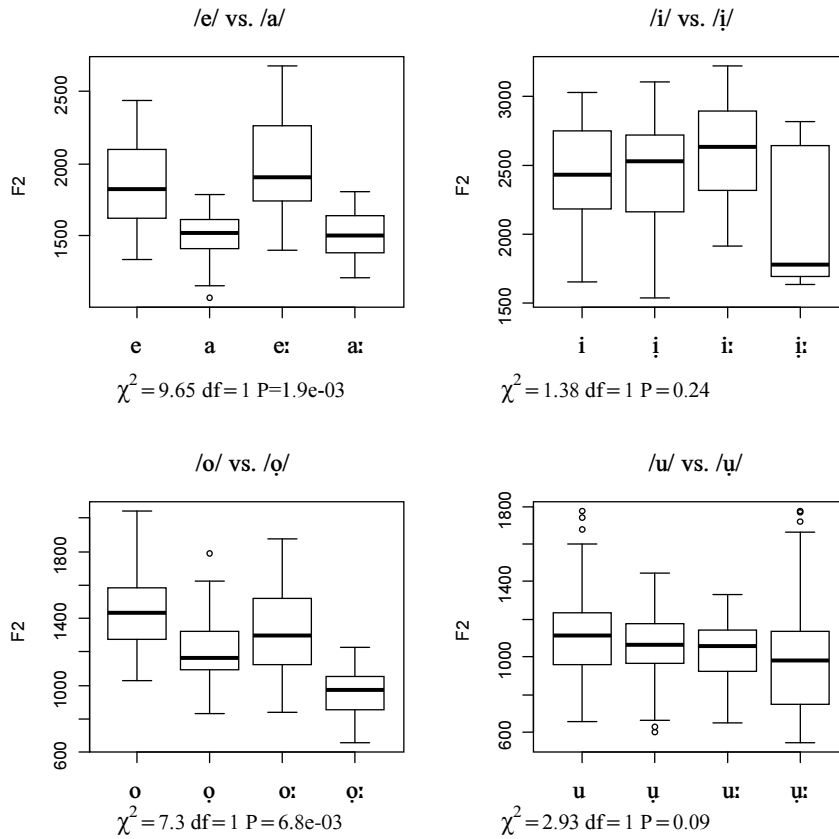 /e/ vs. /a/
F2
2500
2000
1500
e a eː aː
χ² = 9.65 df = 1 P=1.9e-03
/i/ vs. /ị/
F2
3000
2500
2000
1500
i ị iː ịː
χ² = 1.38 df = 1 P = 0.24
/o/ vs. /ọ/
F2
1800
1400
1000
600
o ọ oː ọː
χ² = 7.3 df = 1 P = 6.8e-03
/u/ vs. /ụ/
F2
1800
1400
1000
600
u ụ uː ụː
χ² = 2.93 df = 1 P = 0.09